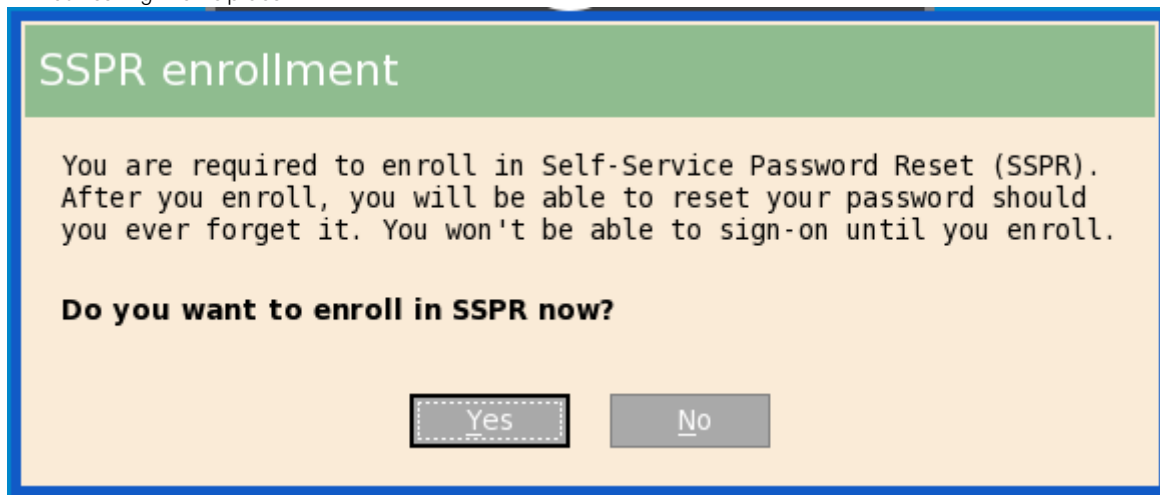 SSPR enrollment
You are required to enroll in Self-Service Password Reset (SSPR).
After you enroll, you will be able to reset your password should
you ever forget it. You won't be able to sign-on until you enroll.
Do you want to enroll in SSPR now?
Yes No